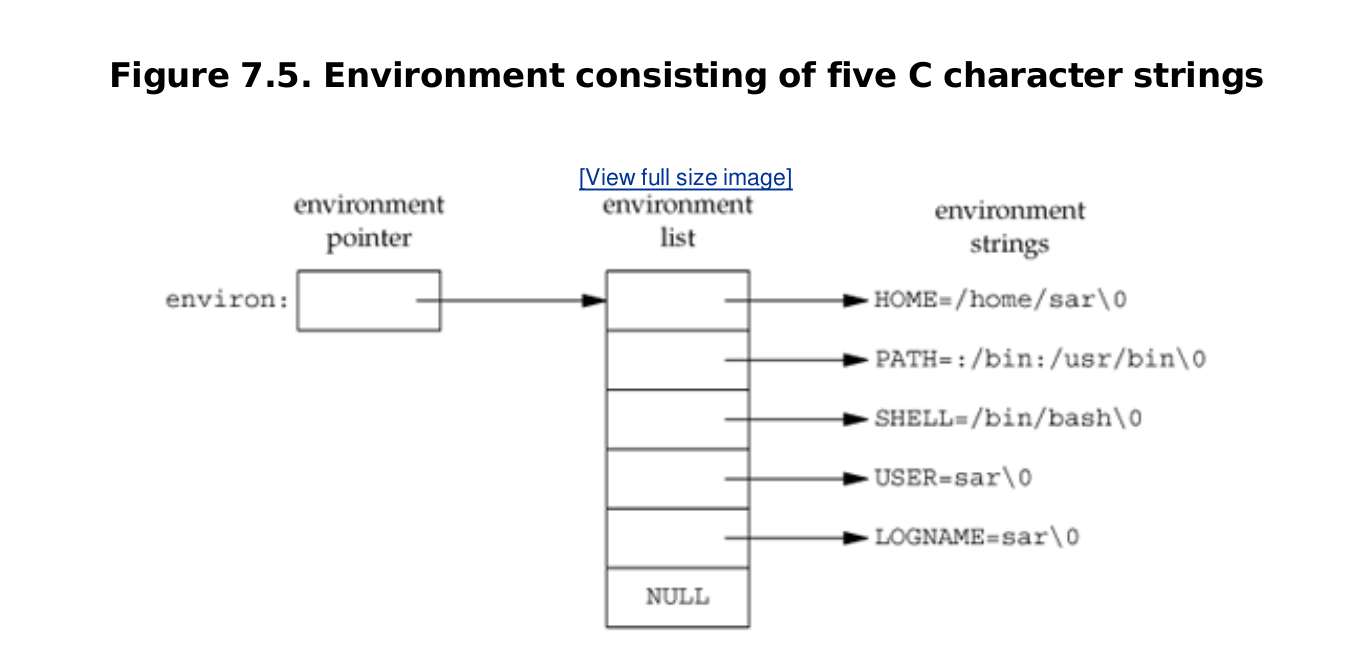 Figure 7.5. Environment consisting of five C character strings
[View full size image]
environment
pointer
environment
list
environment
strings
environ:
HOME=/home/sar\0
PATH=:/bin:/usr/bin\0
SHELL=/bin/bash\0
USER=sar\0
LOGNAME=sar\0
NULL